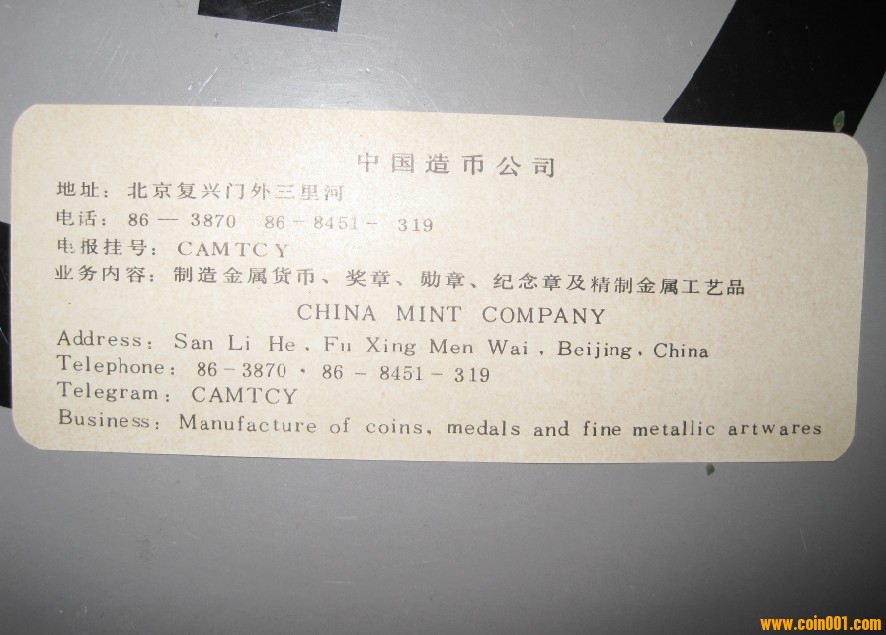 中国造币公司
地址：北京复兴门外三里河
电话：86 — 3870 86－8451－ 319
电报挂号：CAMTCY
业务内容：制造金属货币、奖章、勋章、纪念章及精制金属工艺品
CHINA MINT COMPANY
Address：San Li He , Fu Xing Men Wai , Beijing , China
Telephone：86－3870 · 86 － 8451－319
Telegram：CAMTCY
Business：Manufacture of coins, medals and fine metallic artwares
www.coin001.com